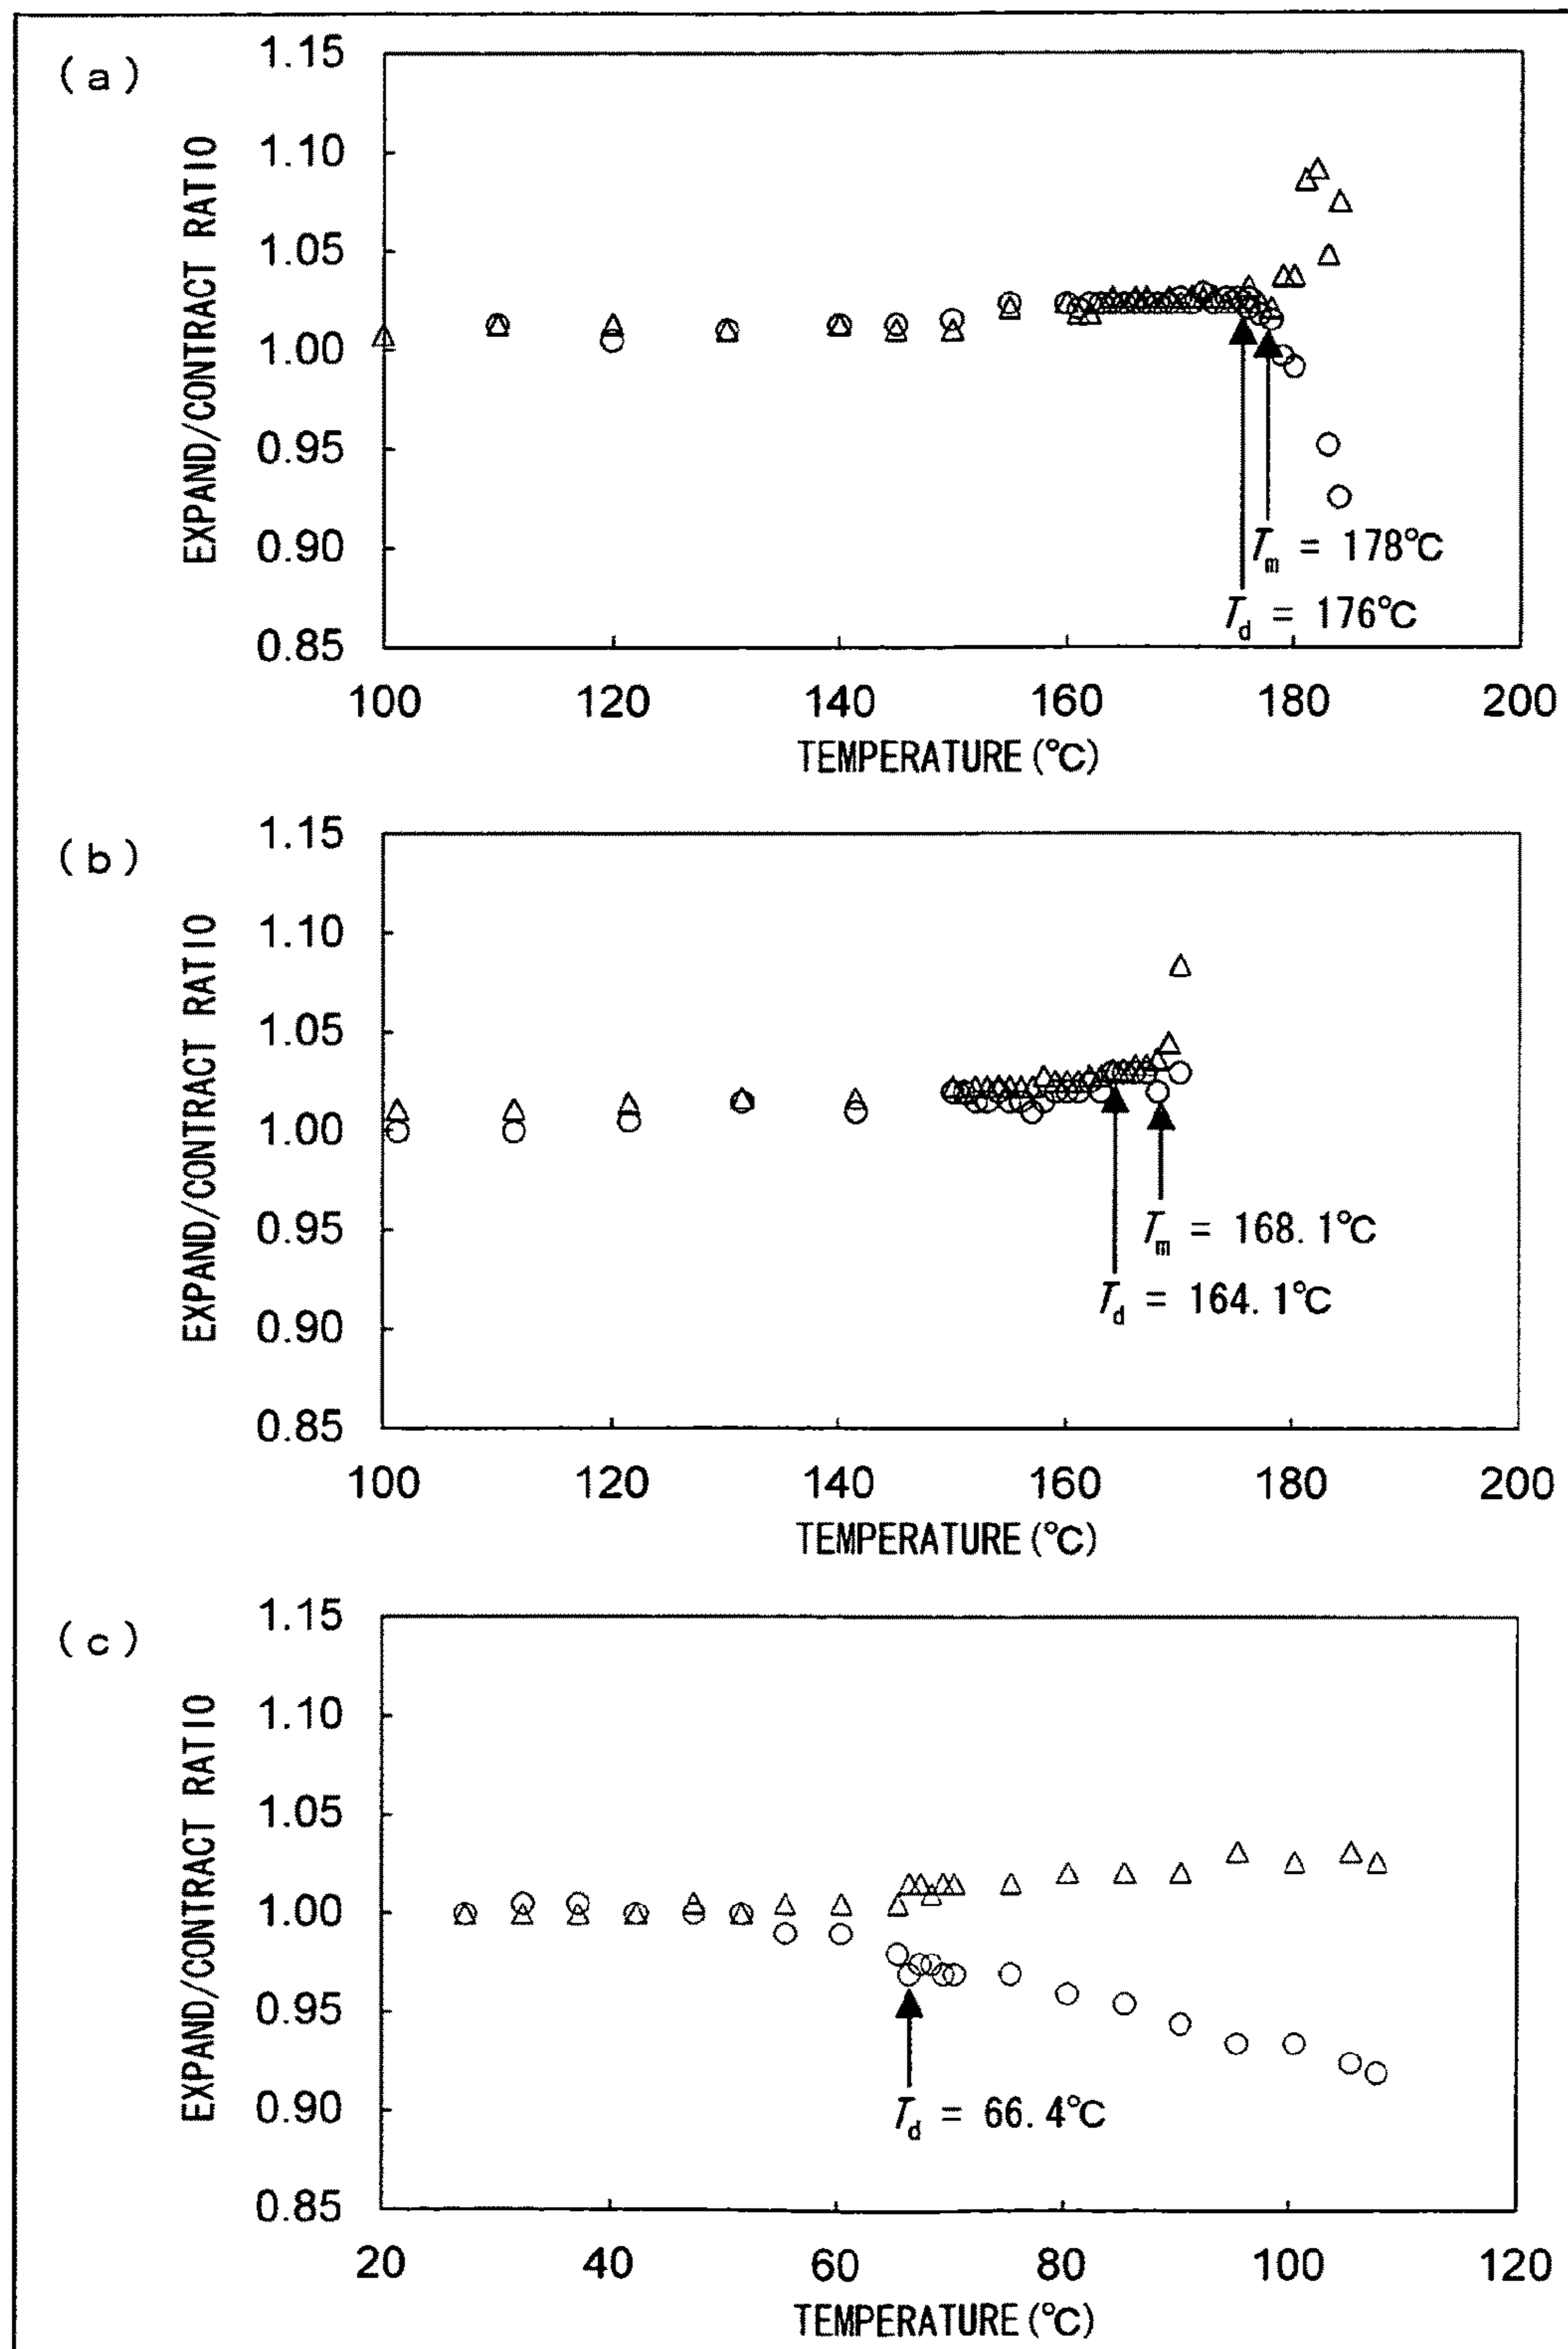 (a)
EXPAND/CONTRACT RATIO
1.15
1.10
1.05
1.00
0.95
0.90
0.85
Tm = 178℃
Td = 176℃
100 120 140 160 180 200
TEMPERATURE(℃)
(b)
EXPAND/CONTRACT RATIO
1.15
1.10
1.05
1.00
0.95
0.90
0.85
Tm = 168.1℃
Td = 164.1℃
100 120 140 160 180 200
TEMPERATURE(℃)
(c)
EXPAND/CONTRACT RATIO
1.15
1.10
1.05
1.00
0.95
0.90
0.85
Td = 66.4℃
20 40 60 80 100 120
TEMPERATURE(℃)